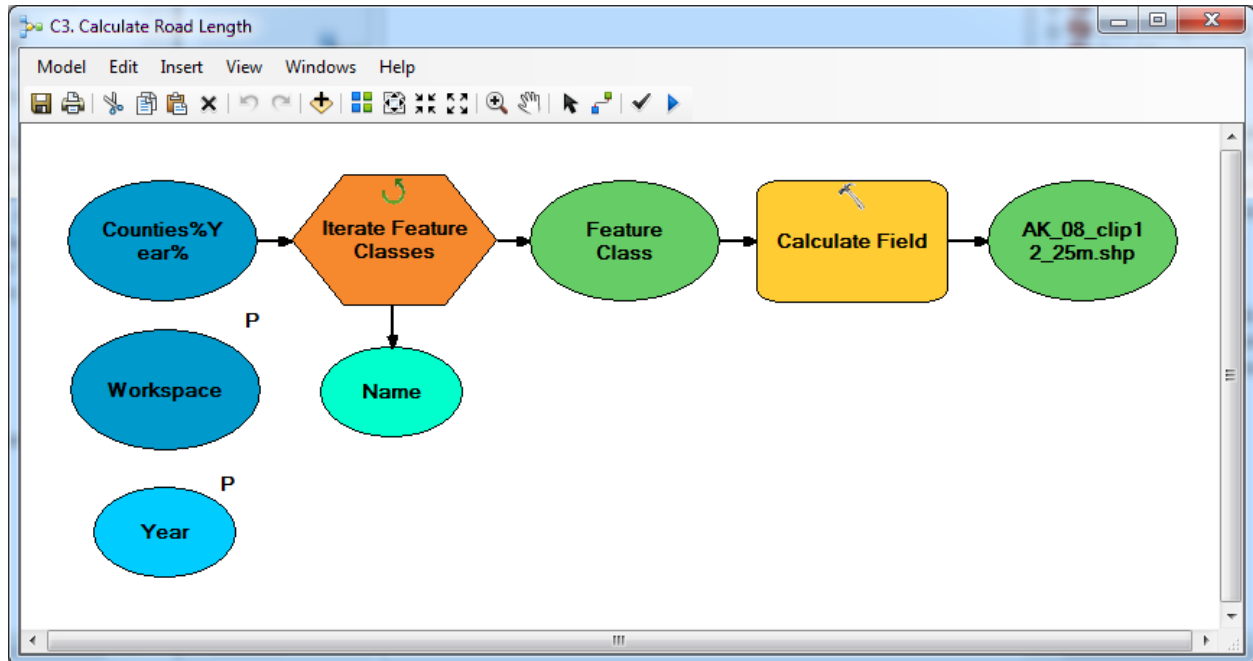 C3. Calculate Road Length
Model Edit Insert View Windows Help
Counties%Y
ear%
Iterate Feature
Classes
Feature
Class
Calculate Field
AK_08_clip1
2_25m.shp
P
Workspace
Name
P
Year